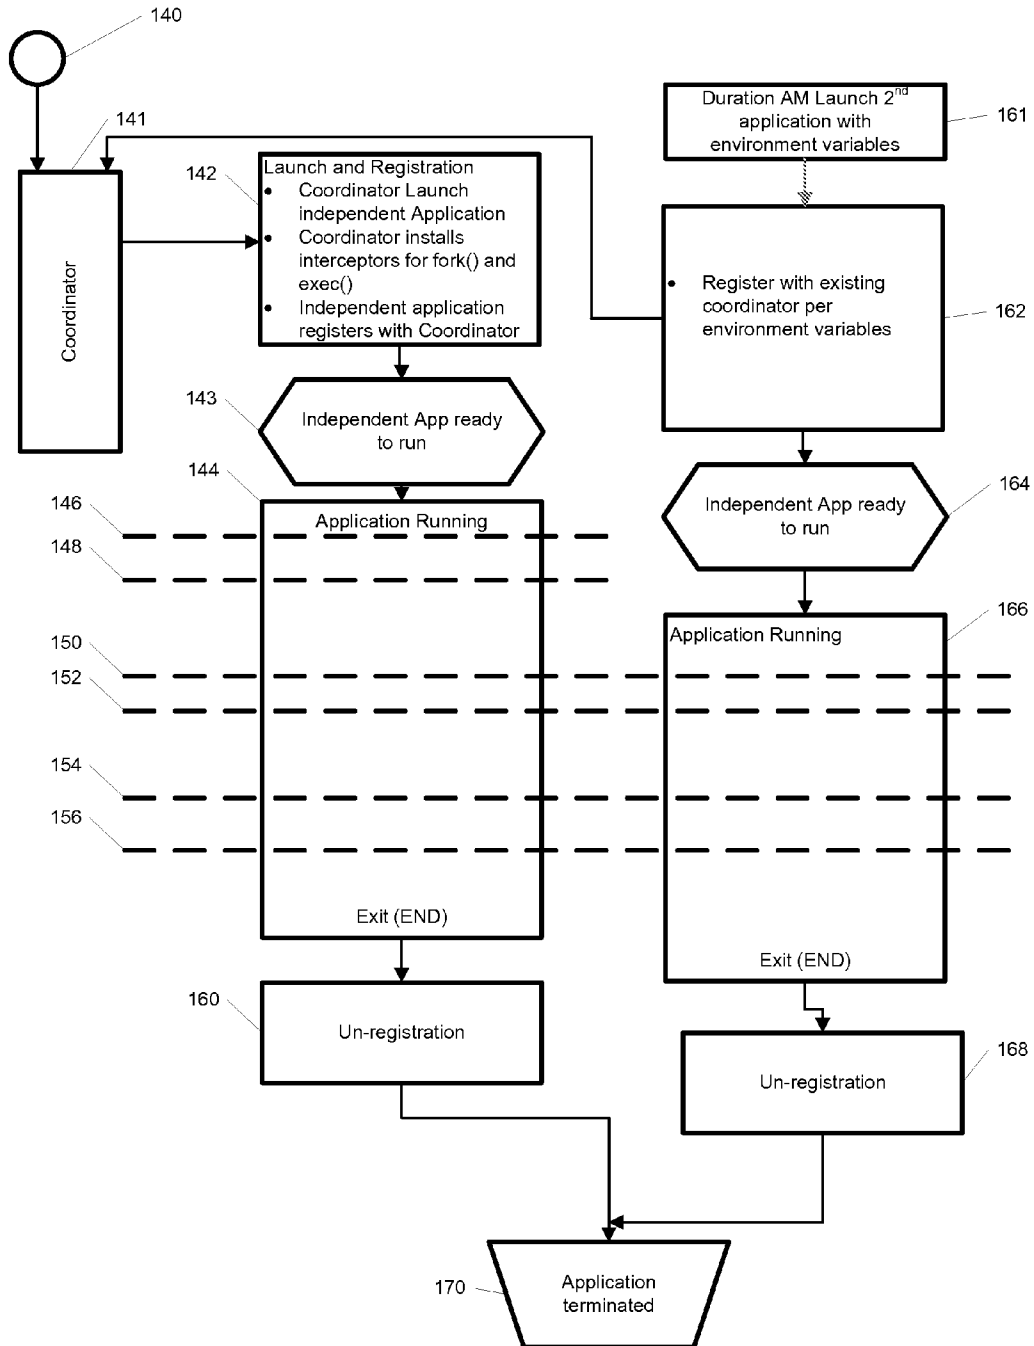 140
141
Coordinator
142
Launch and Registration
• Coordinator Launch
independent Application
• Coordinator installs
interceptors for fork() and
exec()
• Independent application
registers with Coordinator
143
Independent App ready
to run
144
Application Running
146
148
150
152
154
156
Exit (END)
160
Un-registration
Duration AM Launch 2nd
application with
environment variables
161
• Register with existing
coordinator per
environment variables
162
Independent App ready
to run
164
Application Running
166
Exit (END)
Un-registration
168
170
Application
terminated